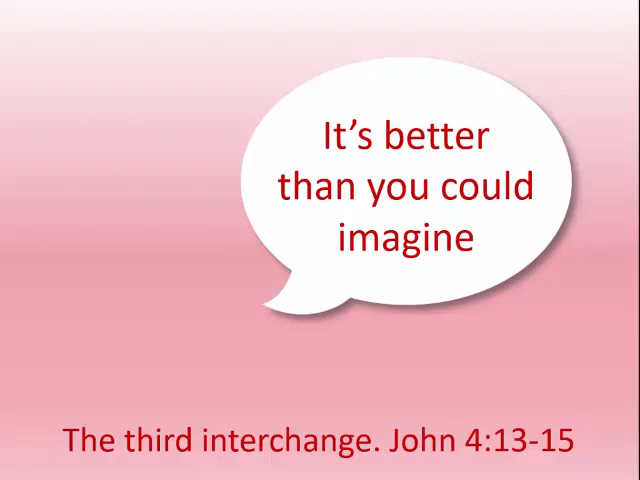 It's better
than you could
imagine
The third interchange. John 4:13-15